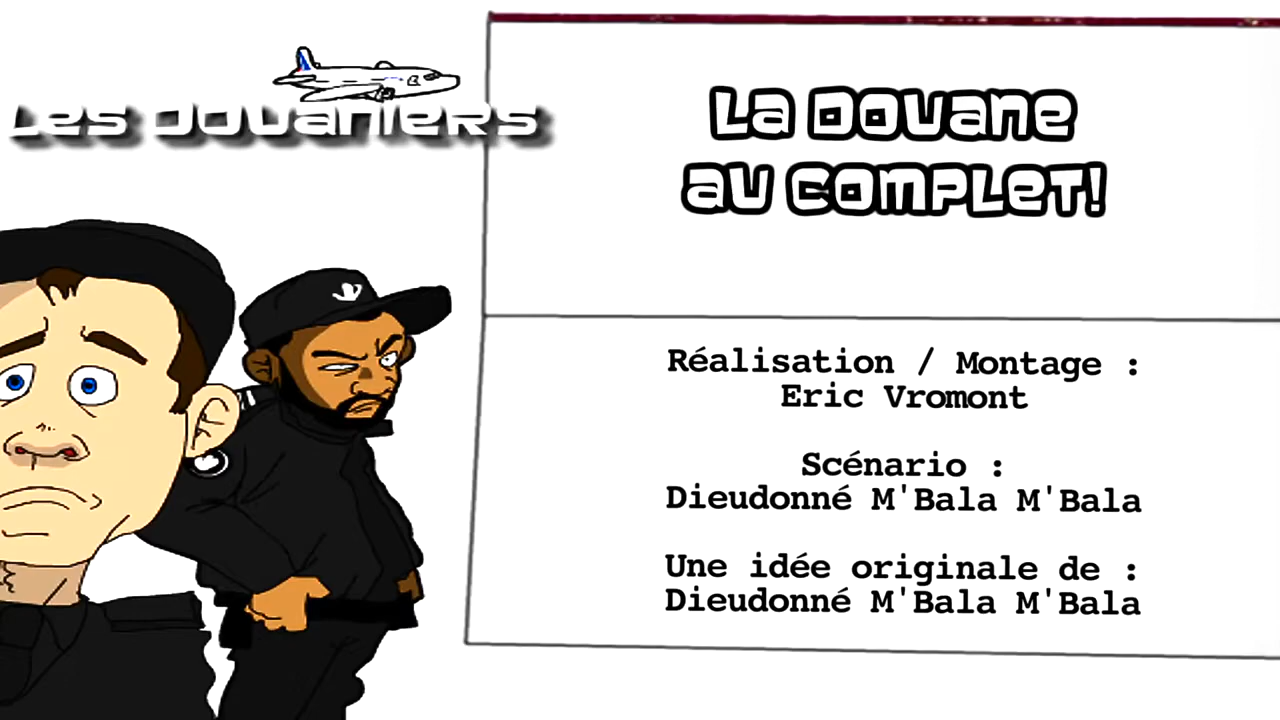 Les Douaniers
La Douane
au complet!
Réalisation / Montage :
Eric Vromont
Scénario :
Dieudonné M'Bala M'Bala
Une idée originale de :
Dieudonné M'Bala M'Bala